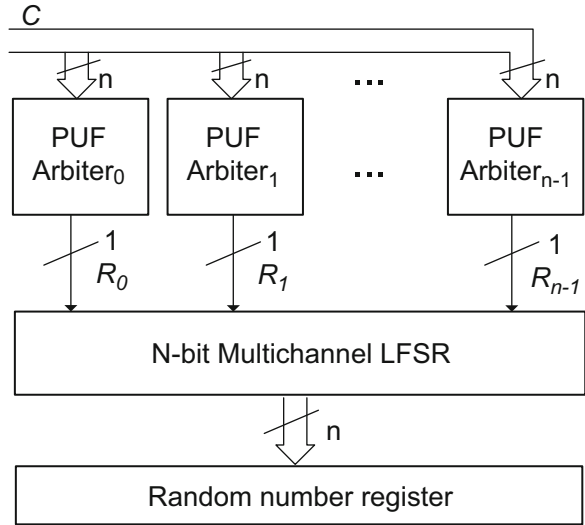 C
n n ... n
PUF PUF PUF
Arbiter₀ Arbiter₁ ... Arbiterₙ₋₁
1 1 1
R₀ R₁ Rₙ₋₁
N-bit Multichannel LFSR
n
Random number register